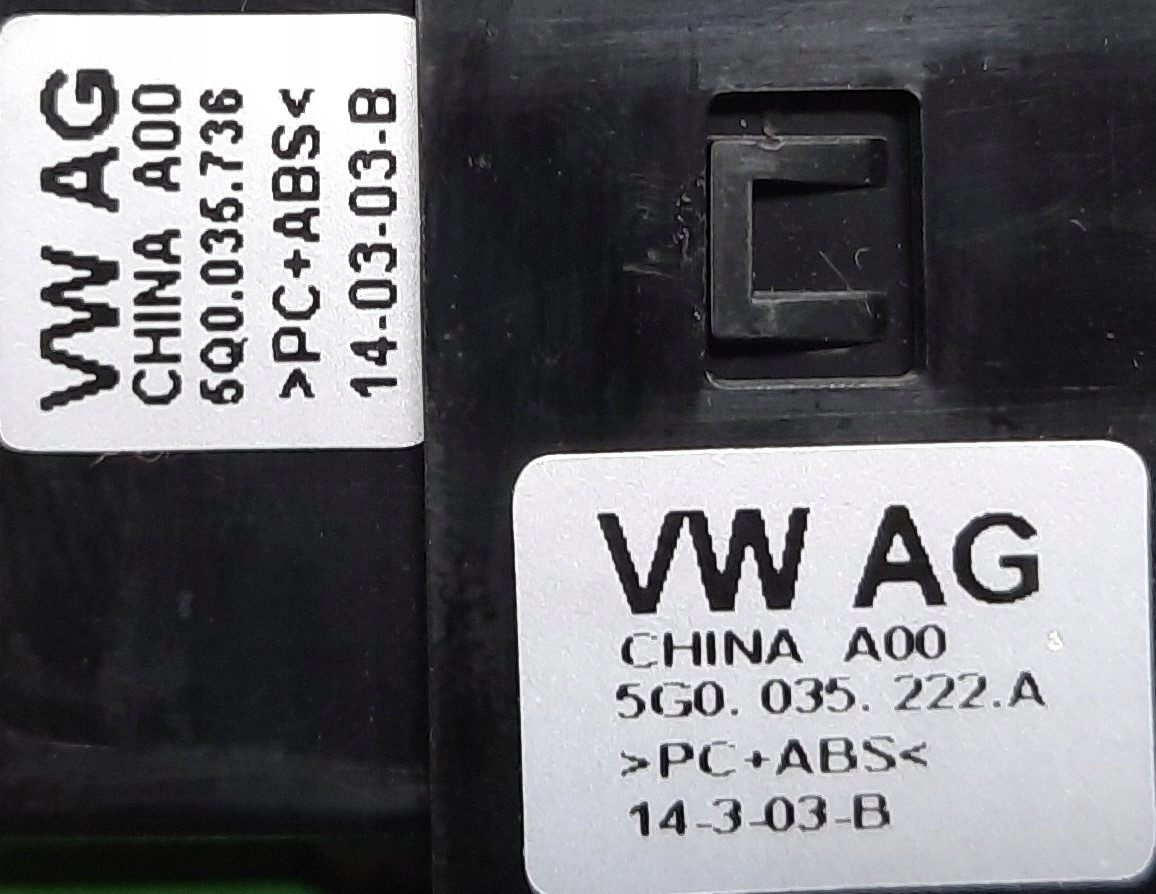 VW AG
CHINA A00
5Q0.035.736
>PC+ABS<
14-03-03-B
VW AG
CHINA A00
5G0. 035. 222.A
>PC+ABS<
14-3-03-B